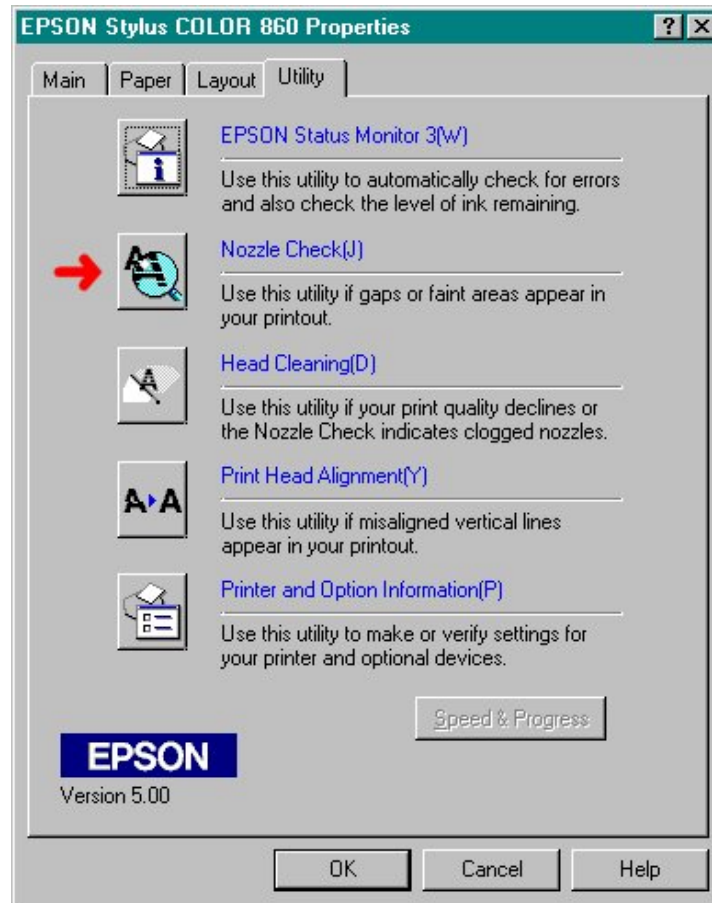 EPSON Stylus COLOR 860 Properties
Main Paper Layout Utility
EPSON Status Monitor 3(W)
Use this utility to automatically check for errors
and also check the level of ink remaining.
Nozzle Check(J)
Use this utility if gaps or faint areas appear in
your printout.
Head Cleaning(D)
Use this utility if your print quality declines or
the Nozzle Check indicates clogged nozzles.
Print Head Alignment(Y)
Use this utility if misaligned vertical lines
appear in your printout.
Printer and Option Information(P)
Use this utility to make or verify settings for
your printer and optional devices.
Speed & Progress
EPSON
Version 5.00
OK Cancel Help